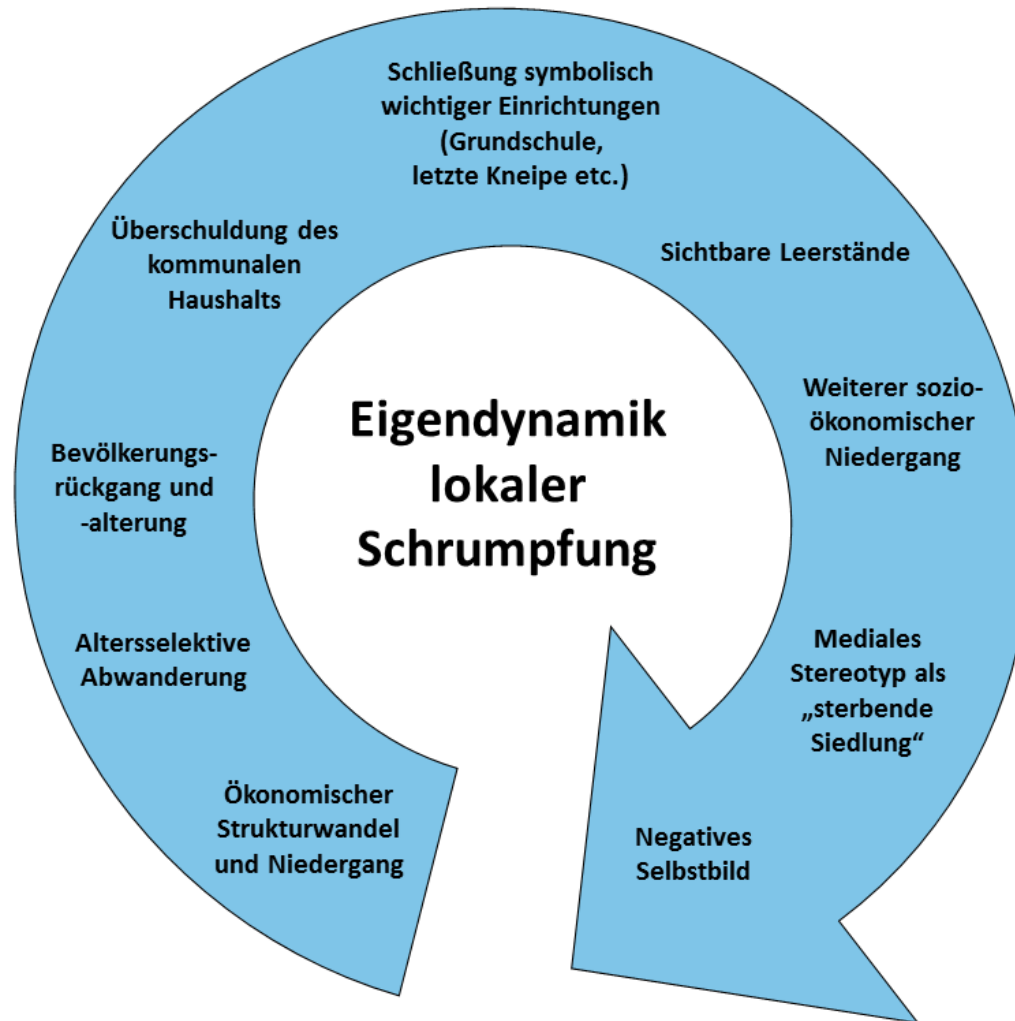 Schließung symbolisch
wichtiger Einrichtungen
(Grundschule,
letzte Kneipe etc.)
Sichtbare Leerstände
Weiterer sozio-
ökonomischer
Niedergang
Mediales
Stereotyp als
„sterbende
Siedlung“
Negatives
Selbstbild
Ökonomischer
Strukturwandel
und Niedergang
Altersselektive
Abwanderung
Bevölkerungs-
rückgang und
-alterung
Überschuldung des
kommunalen
Haushalts
Eigendynamik
lokaler
Schrumpfung